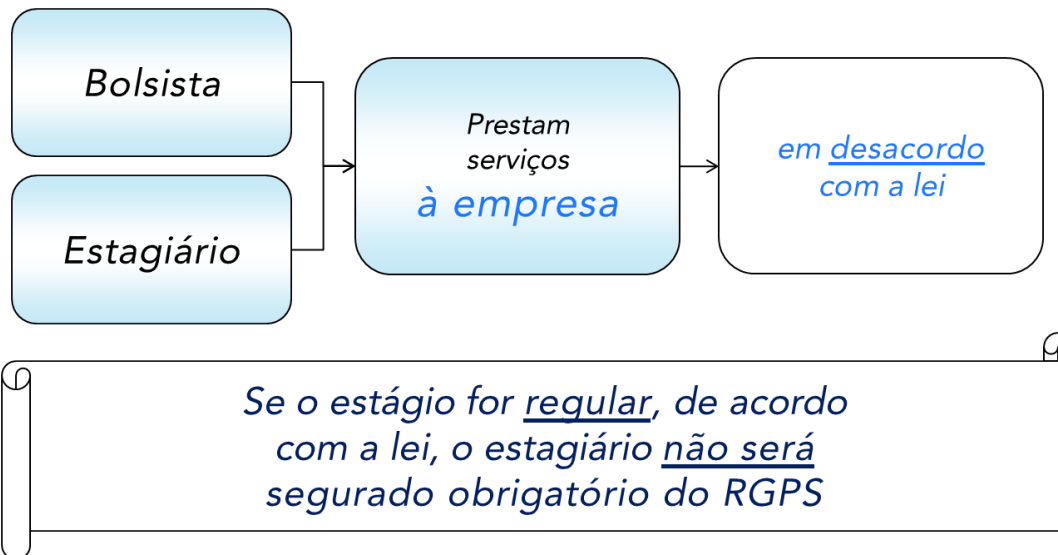 Bolsista
Estagiário
Prestam
serviços
à empresa
em desacordo
com a lei
Se o estágio for regular, de acordo
com a lei, o estagiário não será
segurado obrigatório do RGPS